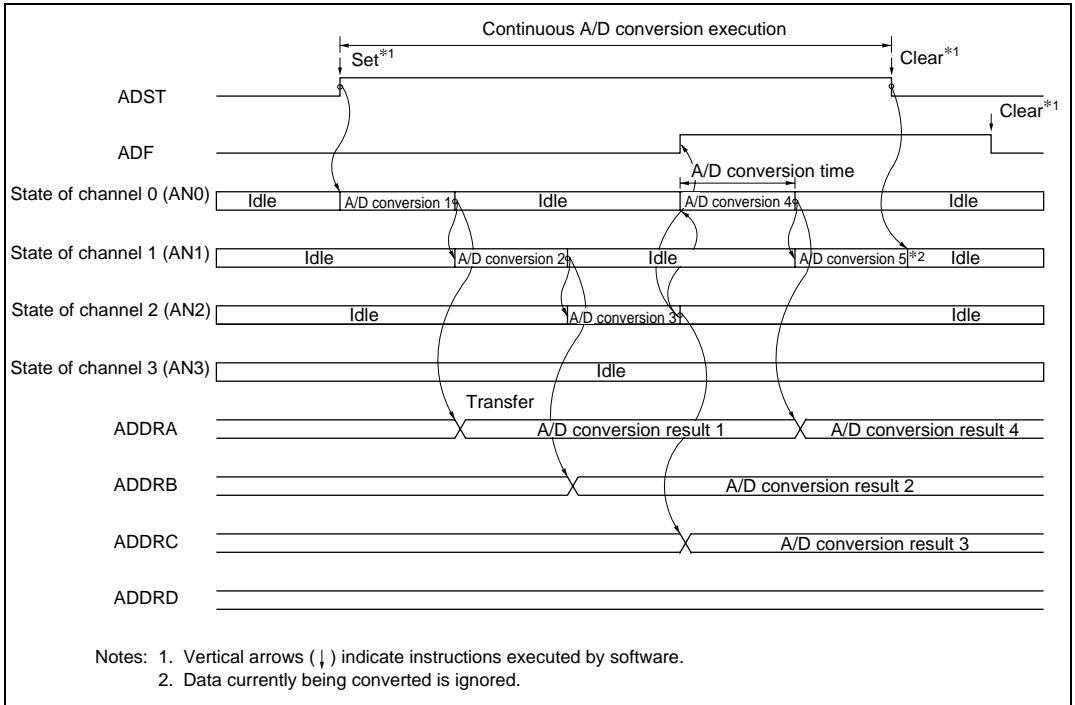 Continuous A/D conversion execution
Set*1
Clear*1
ADST
Clear*1
ADF
A/D conversion time
State of channel 0 (AN0)
Idle
A/D conversion 1
Idle
A/D conversion 4
Idle
State of channel 1 (AN1)
Idle
A/D conversion 2
Idle
A/D conversion 5 *2
Idle
State of channel 2 (AN2)
Idle
A/D conversion 3
Idle
State of channel 3 (AN3)
Idle
Transfer
ADDRA
A/D conversion result 1
A/D conversion result 4
ADDRB
A/D conversion result 2
ADDRC
A/D conversion result 3
ADDRD
Notes: 1. Vertical arrows (↓) indicate instructions executed by software.
2. Data currently being converted is ignored.